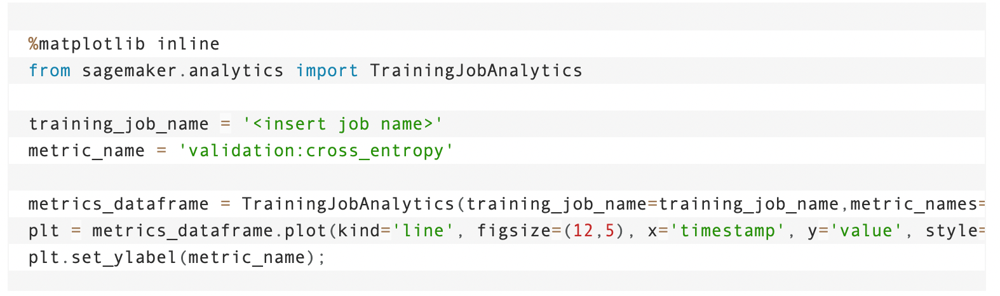 %matplotlib inline
from sagemaker.analytics import TrainingJobAnalytics
training_job_name = '<insert job name>'
metric_name = 'validation:cross_entropy'
metrics_dataframe = TrainingJobAnalytics(training_job_name=training_job_name,metric_names=
plt = metrics_dataframe.plot(kind='line', figsize=(12,5), x='timestamp', y='value', style=
plt.set_ylabel(metric_name);